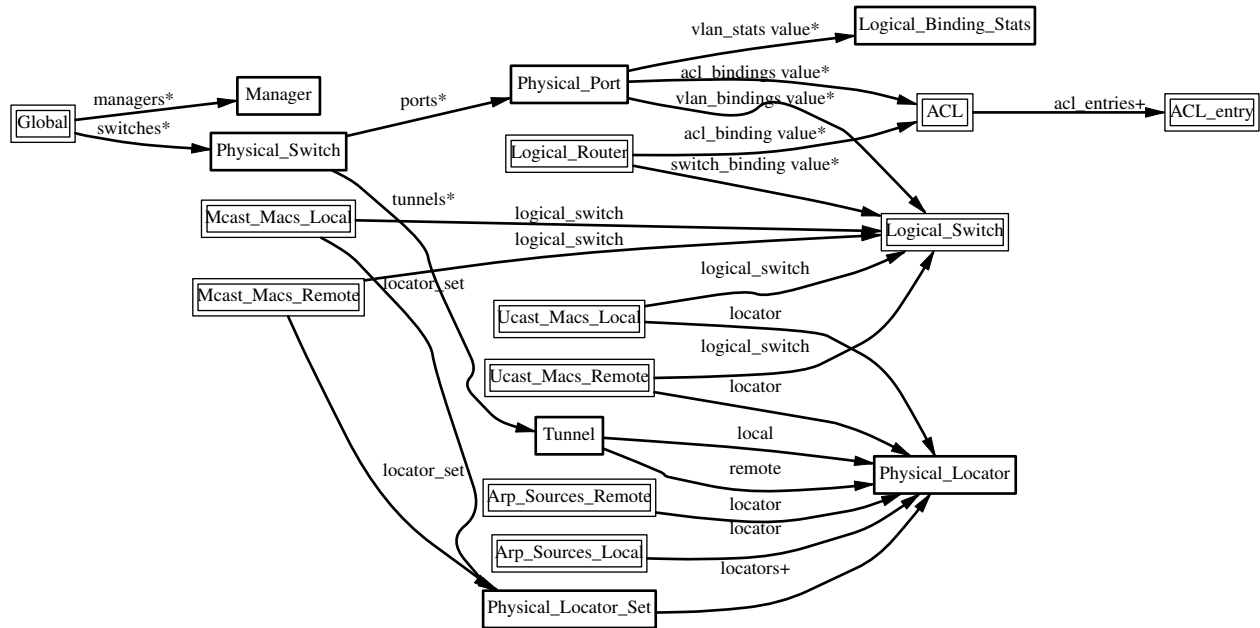 Logical_Binding_Stats
vlan_stats value*
Physical_Port
acl_bindings value*
Manager
managers*
ports*
vlan_bindings value*
ACL
acl_entries+
ACL_entry
Global
switches*
acl_binding value*
Physical_Switch
Logical_Router
switch_binding value*
tunnels*
Mcast_Macs_Local
logical_switch
Logical_Switch
logical_switch
logical_switch
locator_set
Mcast_Macs_Remote
Ucast_Macs_Local
locator
logical_switch
Ucast_Macs_Remote
locator
Tunnel
local
locator_set
remote
Physical_Locator
Arp_Sources_Remote
locator
locator
Arp_Sources_Local
locators+
Physical_Locator_Set